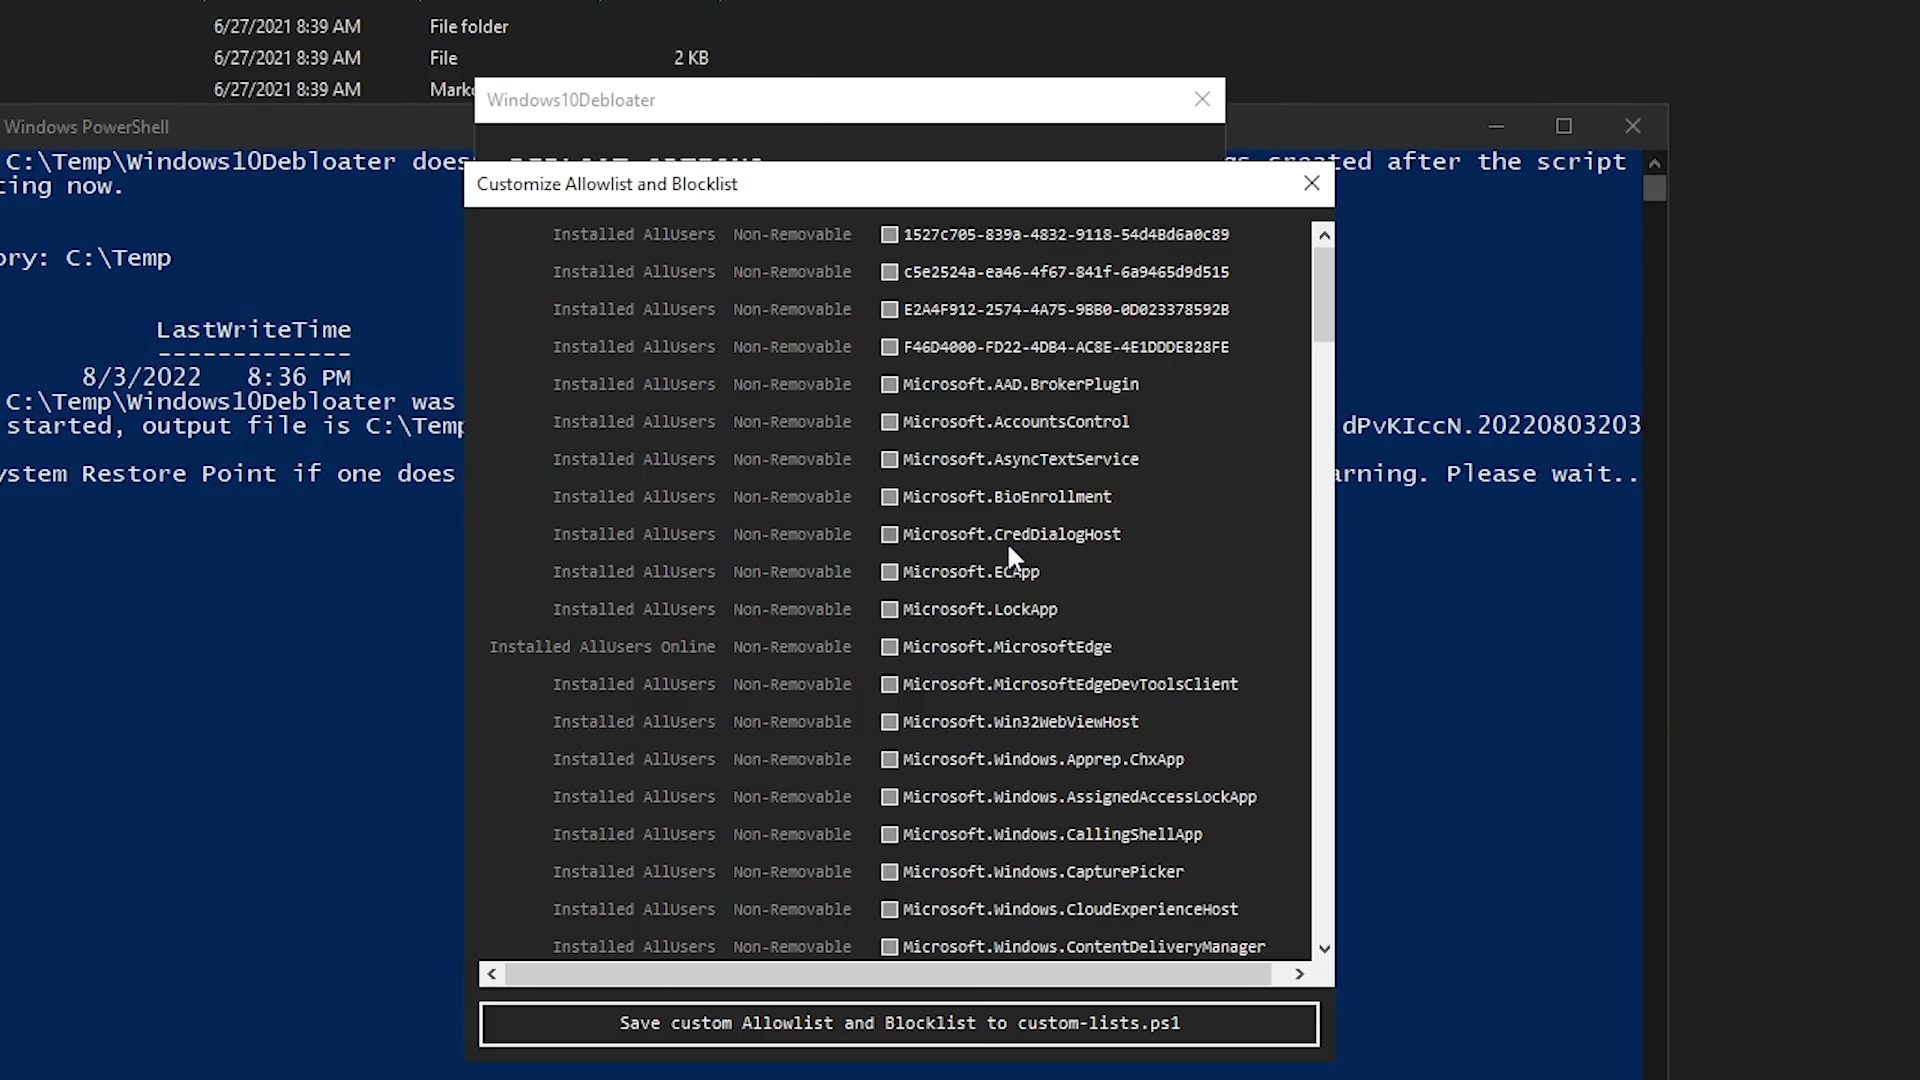 6/27/2021 8:39 AM File folder
6/27/2021 8:39 AM File 2 KB
6/27/2021 8:39 AM
Windows10Debloater
Windows PowerShell
C:\Temp\Windows10Debloater created after the script
now.
Customize Allowlist and Blocklist
C:\Temp
LastWriteTime
-------------
8/3/2022 8:36 PM
C:\Temp\Windows10Debloater was
started, output file is
System Restore Point if one does Please wait..
Installed AllUsers Non-Removable 1527c705-839a-4832-9118-54d4Bd6a0c89
Installed AllUsers Non-Removable c5e2524a-ea46-4f67-841f-6a9465d9d515
Installed AllUsers Non-Removable E2A4F912-2574-4A75-9BB0-0D023378592B
Installed AllUsers Non-Removable F46D4000-FD22-4DB4-AC8E-4E1DDDE828FE
Installed AllUsers Non-Removable Microsoft.AAD.BrokerPlugin
Installed AllUsers Non-Removable Microsoft.AccountsControl
Installed AllUsers Non-Removable Microsoft.AsyncTextService
Installed AllUsers Non-Removable Microsoft.BioEnrollment
Installed AllUsers Non-Removable Microsoft.CredDialogHost
Installed AllUsers Non-Removable Microsoft.ECApp
Installed AllUsers Non-Removable Microsoft.LockApp
Installed AllUsers Online Non-Removable Microsoft.MicrosoftEdge
Installed AllUsers Non-Removable Microsoft.MicrosoftEdgeDevToolsClient
Installed AllUsers Non-Removable Microsoft.Win32WebViewHost
Installed AllUsers Non-Removable Microsoft.Windows.Apprep.ChxApp
Installed AllUsers Non-Removable Microsoft.Windows.AssignedAccessLockApp
Installed AllUsers Non-Removable Microsoft.Windows.CallingShellApp
Installed AllUsers Non-Removable Microsoft.Windows.CapturePicker
Installed AllUsers Non-Removable Microsoft.Windows.CloudExperienceHost
Installed AllUsers Non-Removable Microsoft.Windows.ContentDeliveryManager
Save custom Allowlist and Blocklist to custom-lists.ps1